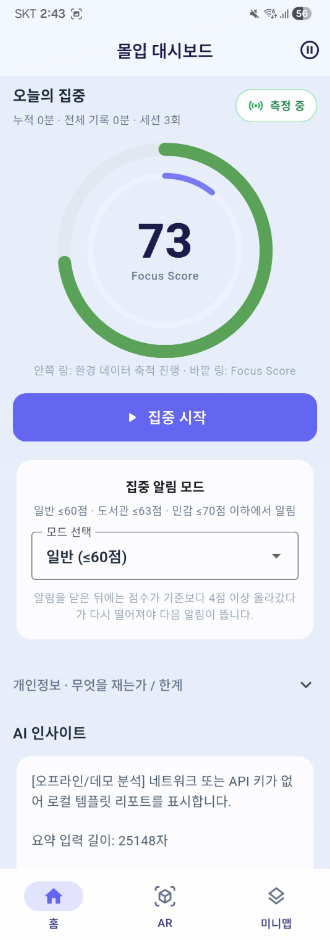 SKT 2:43 56
몰입 대시보드
오늘의 집중
누적 0분 · 전체 기록 0분 · 세션 3회
측정 중
73
Focus Score
안쪽 링: 환경 데이터 축적 진행 · 바깥 링: Focus Score
집중 시작
집중 알림 모드
일반 ≤60점 · 도서관 ≤63점 · 민감 ≤70점 이하에서 알림
모드 선택
일반 (≤60점)
알림을 닫은 뒤에는 점수가 기준보다 4점 이상 올라갔다
가 다시 떨어져야 다음 알림이 뜹니다.
개인정보 · 무엇을 재는가 / 한계
AI 인사이트
[오프라인/데모 분석] 네트워크 또는 API 키가 없
어 로컬 템플릿 리포트를 표시합니다.
요약 입력 길이: 25148자
홈
AR
미니맵